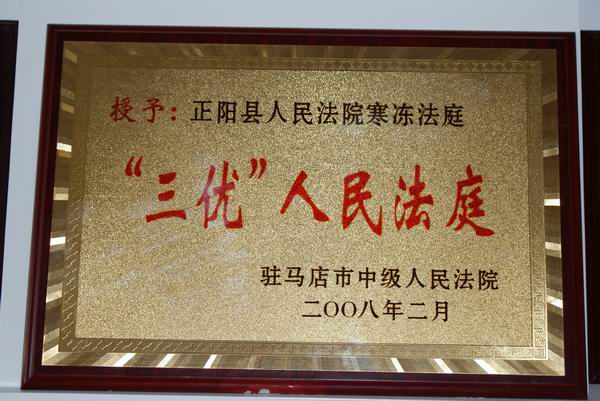 授予：正阳县人民法院寒冻法庭
“三优”人民法庭
驻马店市中级人民法院
二OO八年二月